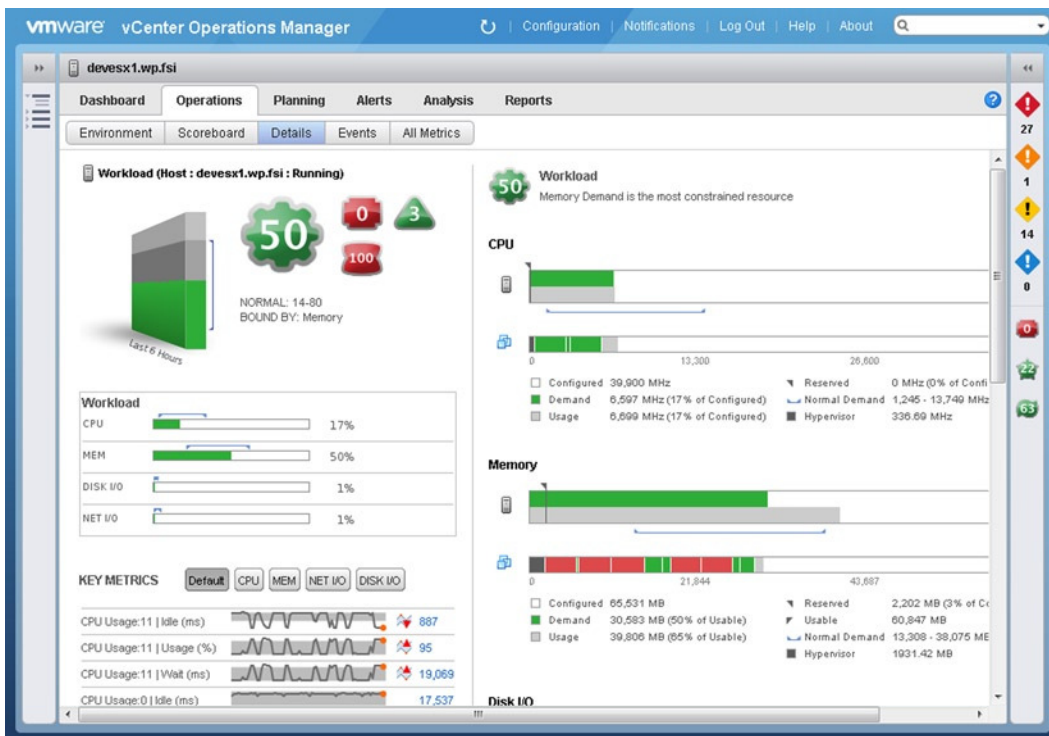 vmware vCenter Operations Manager
Configuration | Notifications | Log Out | Help | About
devesx1.wp.fsi
Dashboard Operations Planning Alerts Analysis Reports
Environment Scoreboard Details Events All Metrics
Workload (Host : devesx1.wp.fsi : Running)
50
0
3
100
NORMAL: 14-80
BOUND BY: Memory
Last 6 Hours
Workload
CPU 17%
MEM 50%
DISK I/O 1%
NET I/O 1%
KEY METRICS Default CPU MEM NET I/O DISK I/O
CPU Usage:11 | Idle (ms) 887
CPU Usage:11 | Usage (%) 95
CPU Usage:11 | Wait (ms) 19,069
CPU Usage:0 | Idle (ms) 17,537
50 Workload
Memory Demand is the most constrained resource
CPU
0 13,300 26,600
Configured 39,900 MHz Reserved 0 MHz (0% of Confi
Demand 6,597 MHz (17% of Configured) Normal Demand 1,245 - 13,749 MHz
Usage 6,699 MHz (17% of Configured) Hypervisor 336.69 MHz
Memory
0 21,844 43,687
Configured 65,531 MB Reserved 2,202 MB (3% of Co
Demand 30,583 MB (50% of Usable) Usable 60,847 MB
Usage 39,806 MB (65% of Usable) Normal Demand 13,308 - 38,075 ME
Hypervisor 1931.42 MB
Disk I/O
27
1
14
0
0
22
63